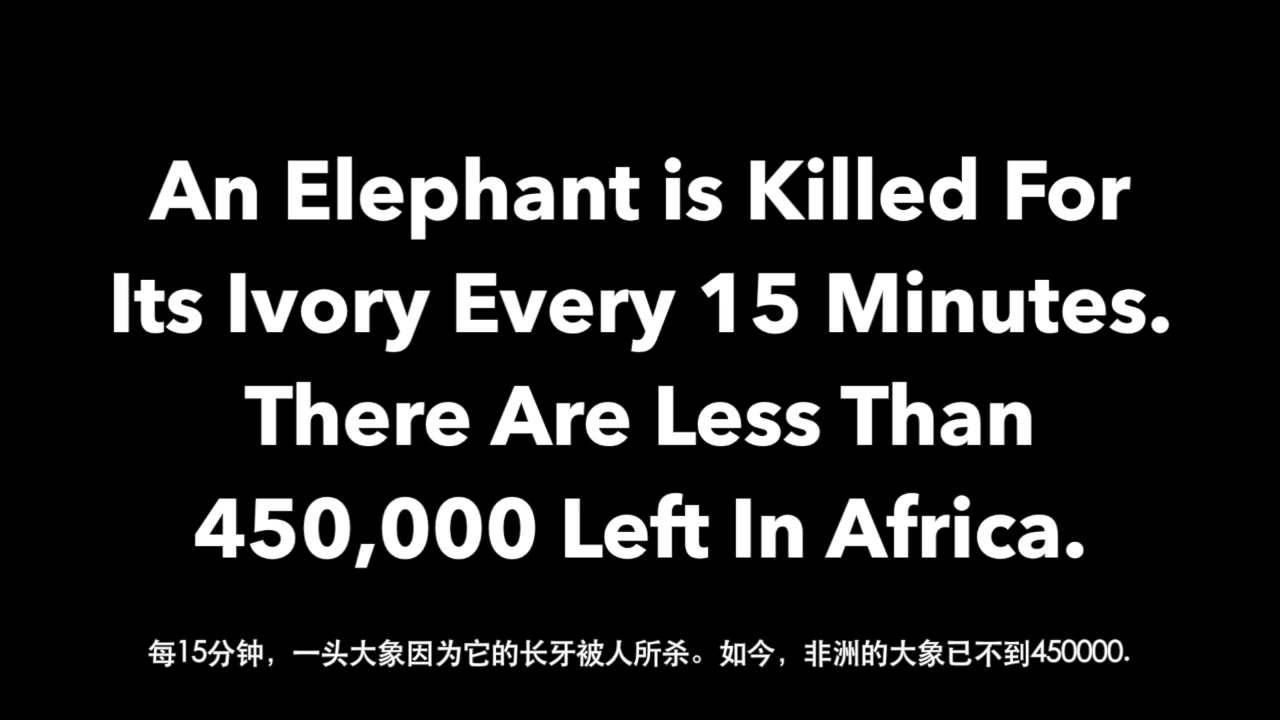 An Elephant is Killed For
Its Ivory Every 15 Minutes.
There Are Less Than
450,000 Left In Africa.
每15分钟，一头大象因为它的长牙被人所杀。如今，非洲的大象已不到450000.